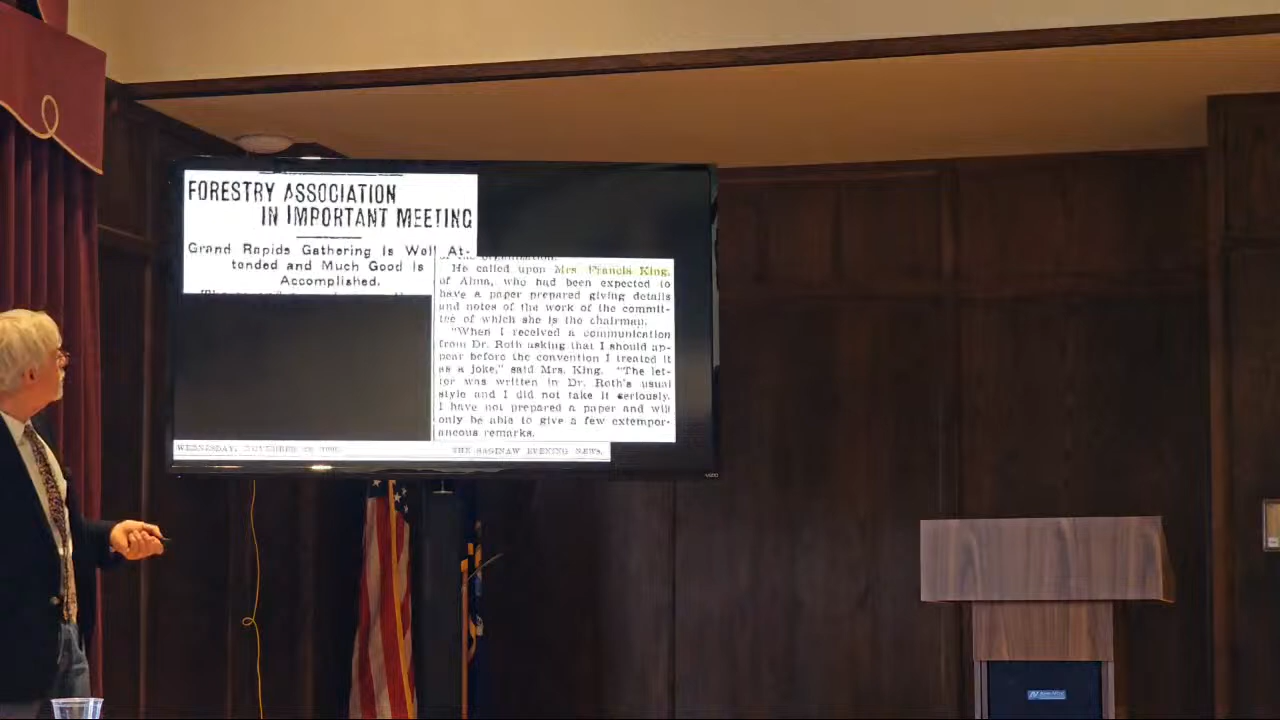 FORESTRY ASSOCIATION
IN IMPORTANT MEETING
Grand Rapids Gathering Is Well At-
tended and Much Good Is
Accomplished.
of the organization.
He called upon Mrs. Francis King,
of Alma, who had been expected to
have a paper prepared giving details
and notes of the work of the commit-
tee of which she is the chairman.
"When I received a communication
from Dr. Roth asking that I should ap-
pear before the convention I treated it
as a joke," said Mrs. King. "The let-
ter was written in Dr. Roth's usual
style and I did not take it seriously.
I have not prepared a paper and will
only be able to give a few extempor-
aneous remarks.
WEDNESDAY, NOVEMBER
THE SAGINAW EVENING NEWS.
VIZIO